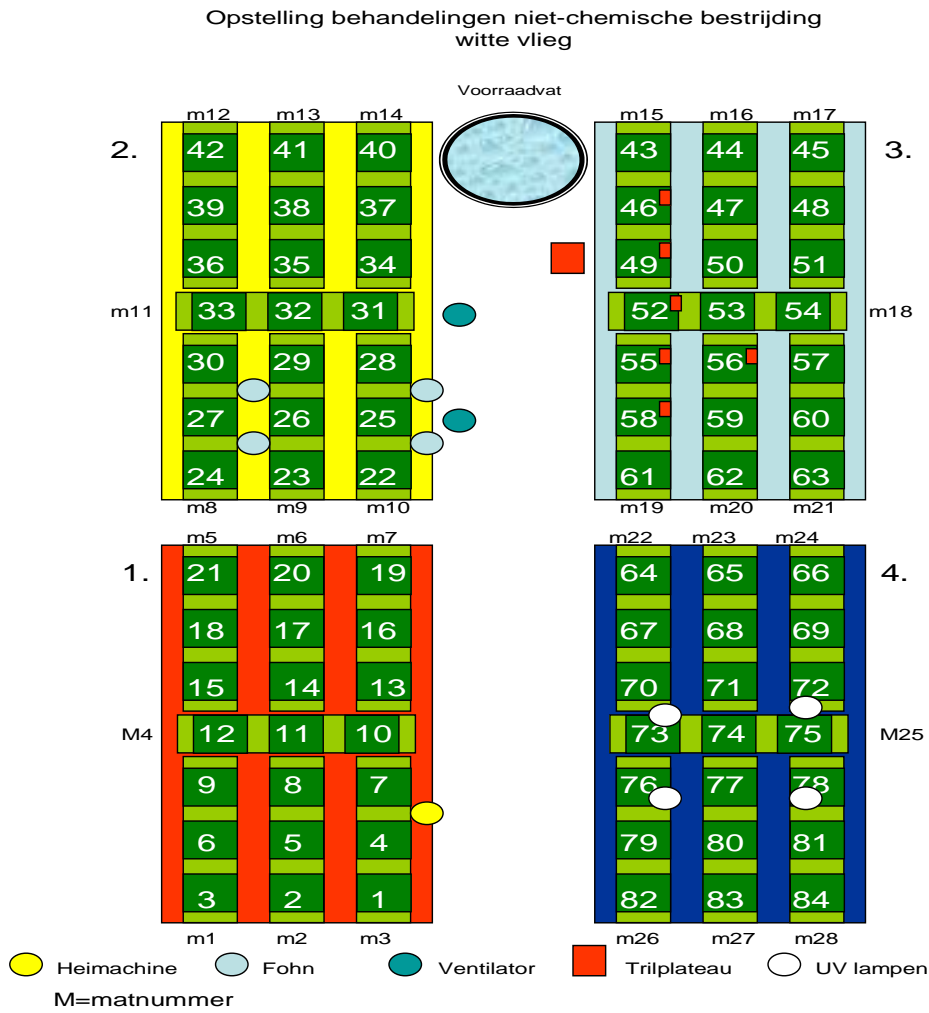 Opstelling behandelingen niet-chemische bestrijding
witte vlieg
Voorraadvat
m12 m13 m14
2.
42 41 40
39 38 37
36 35 34
m11 33 32 31
30 29 28
27 26 25
24 23 22
m8 m9 m10
m15 m16 m17
3.
43 44 45
46 47 48
49 50 51
52 53 54 m18
55 56 57
58 59 60
61 62 63
m19 m20 m21
m5 m6 m7
1.
21 20 19
18 17 16
15 14 13
M4 12 11 10
9 8 7
6 5 4
3 2 1
m1 m2 m3
m22 m23 m24
4.
64 65 66
67 68 69
70 71 72
73 74 75 M25
76 77 78
79 80 81
82 83 84
m26 m27 m28
Heimachine Fohn Ventilator Trilplateau UV lampen
M=matnummer